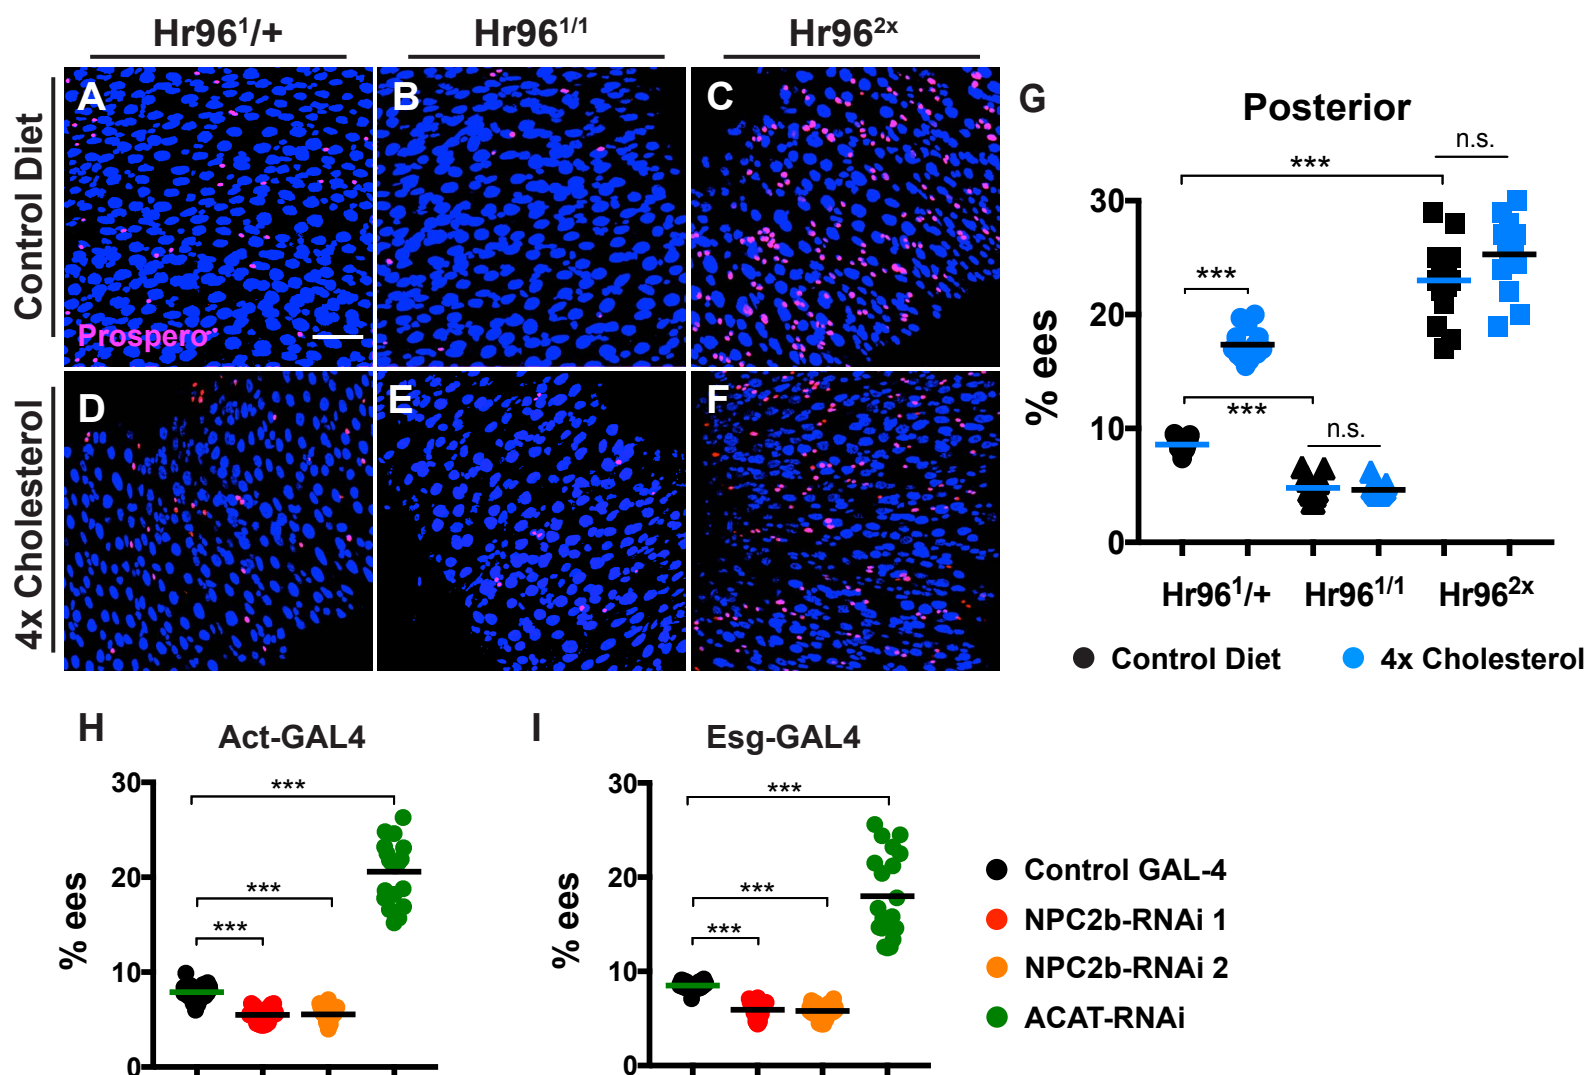 Hr96¹/+
Hr96¹/¹
Hr96²ˣ
Control Diet
4x Cholesterol
A
B
C
Prospero
D
E
F
G
Posterior
n.s.
***
***
***
n.s.
30
20
10
0
% ees
Hr96¹/+
Hr96¹/¹
Hr96²ˣ
Control Diet
4x Cholesterol
H
Act-GAL4
***
***
***
30
20
10
0
% ees
I
Esg-GAL4
***
***
***
30
20
10
0
% ees
Control GAL-4
NPC2b-RNAi 1
NPC2b-RNAi 2
ACAT-RNAi